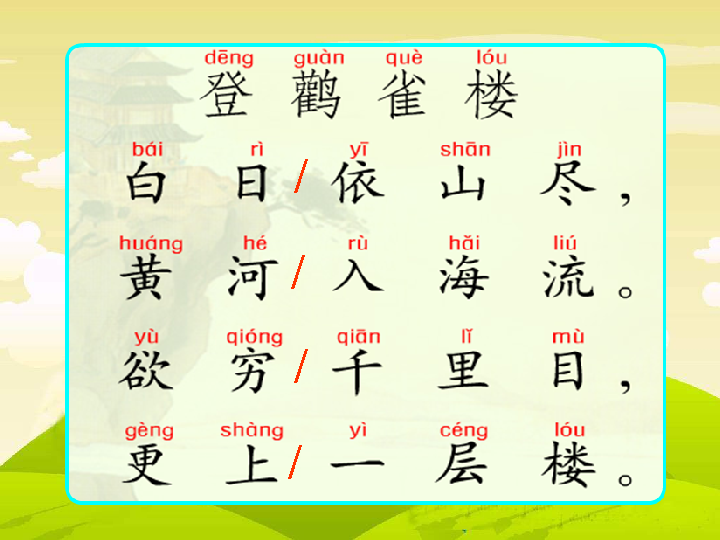 dēng guàn què lóu
登鹳雀楼
bái rì yī shān jìn
白日/依山尽，
huáng hé rù hǎi liú
黄河/入海流。
yù qióng qiān lǐ mù
欲穷/千里目，
gèng shàng yì céng lóu
更上/一层楼。